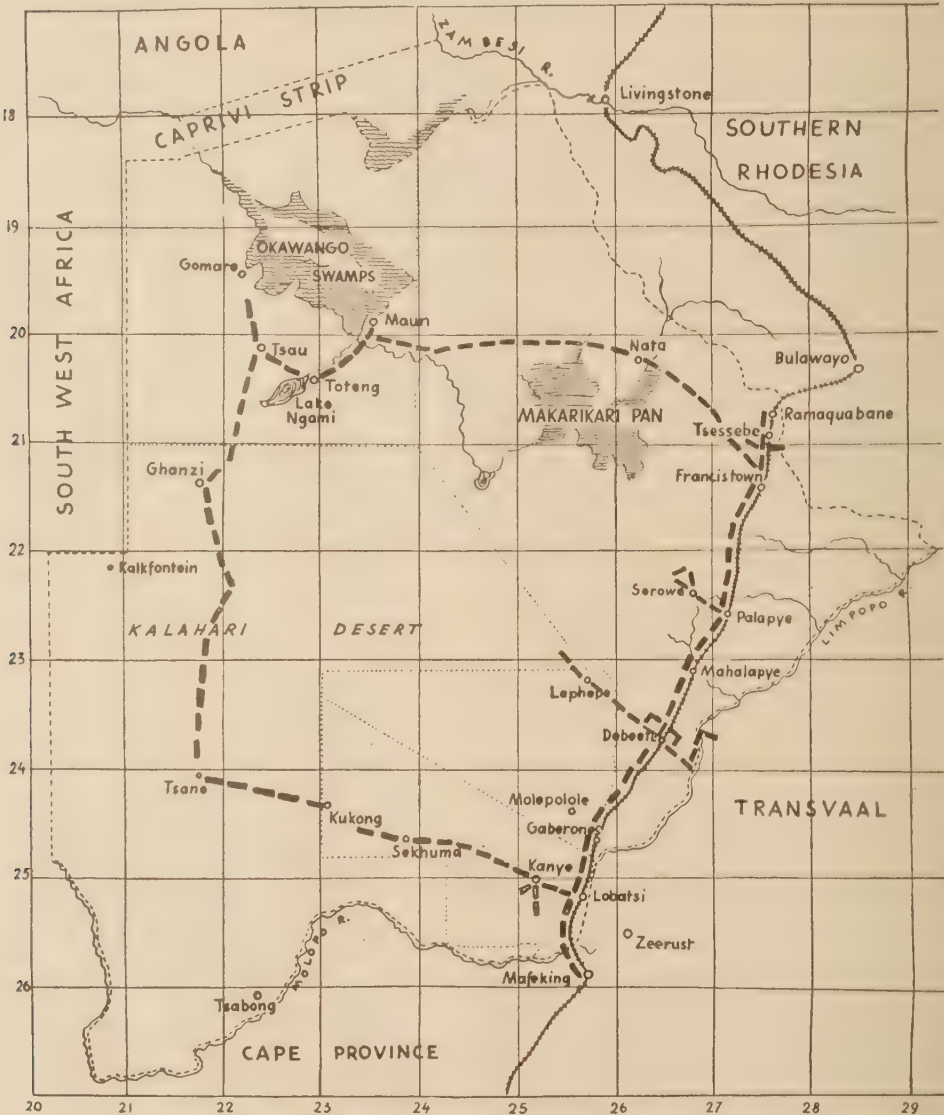 ANGOLA
ZAMBESI R.
Livingstone
CAPRIVI STRIP
18
SOUTHERN
RHODESIA
SOUTH WEST AFRICA
19
OKAWANGO
SWAMPS
Gomare
Maun
20
Tsau
Nata
Bulawayo
Toteng
Lake
Ngami
MAKARIKARI PAN
Ramaquabane
Tsessebe
21
Ghanzi
Francistown
22
Kalkfontein
Serowe
Palapye
LIMPOPO R.
KALAHARI DESERT
23
Mahalapye
Lephepe
Debeeti
24
Tsane
Molepolole
TRANSVAAL
Kukong
Gaberon
Sekhuma
Kanye
25
Lobatsi
Zeerust
MOLOPO R.
Mafeking
26
Tsabong
CAPE PROVINCE
20 21 22 23 24 25 26 27 28 29